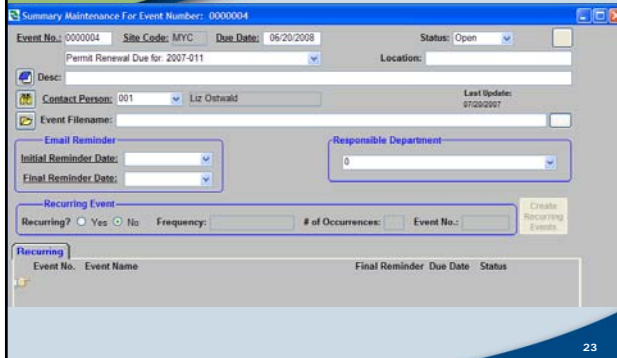 Summary Maintenance For Event Number: 0000004
Event No.: 0000004 Site Code: MYC Due Date: 06/20/2008 Status: Open
Permit Renewal Due for: 2007-011 Location:
Desc:
Contact Person: 001 Liz Ostwald Last Update:
07/20/2007
Event Filename:
Email Reminder Responsible Department
Initial Reminder Date: 0
Final Reminder Date:
Recurring Event
Recurring? Yes No Frequency: # of Occurrences: Event No.: Create Recurring Events
Recurring
Event No. Event Name Final Reminder Due Date Status
23